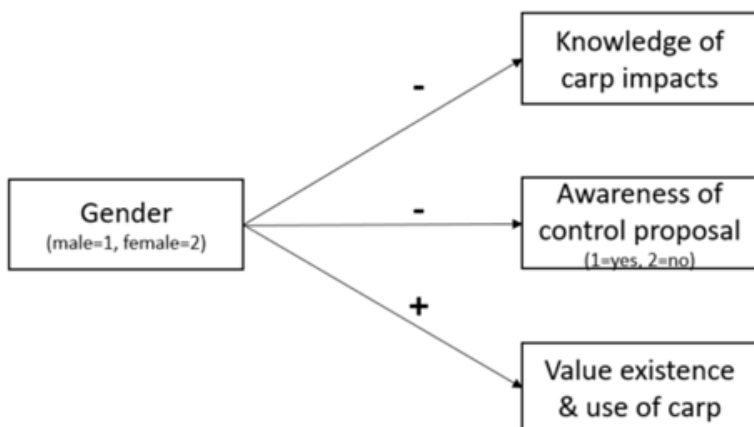 Knowledge of
carp impacts
-
Gender
(male=1, female=2)
-
Awareness of
control proposal
(1=yes, 2=no)
+
Value existence
& use of carp